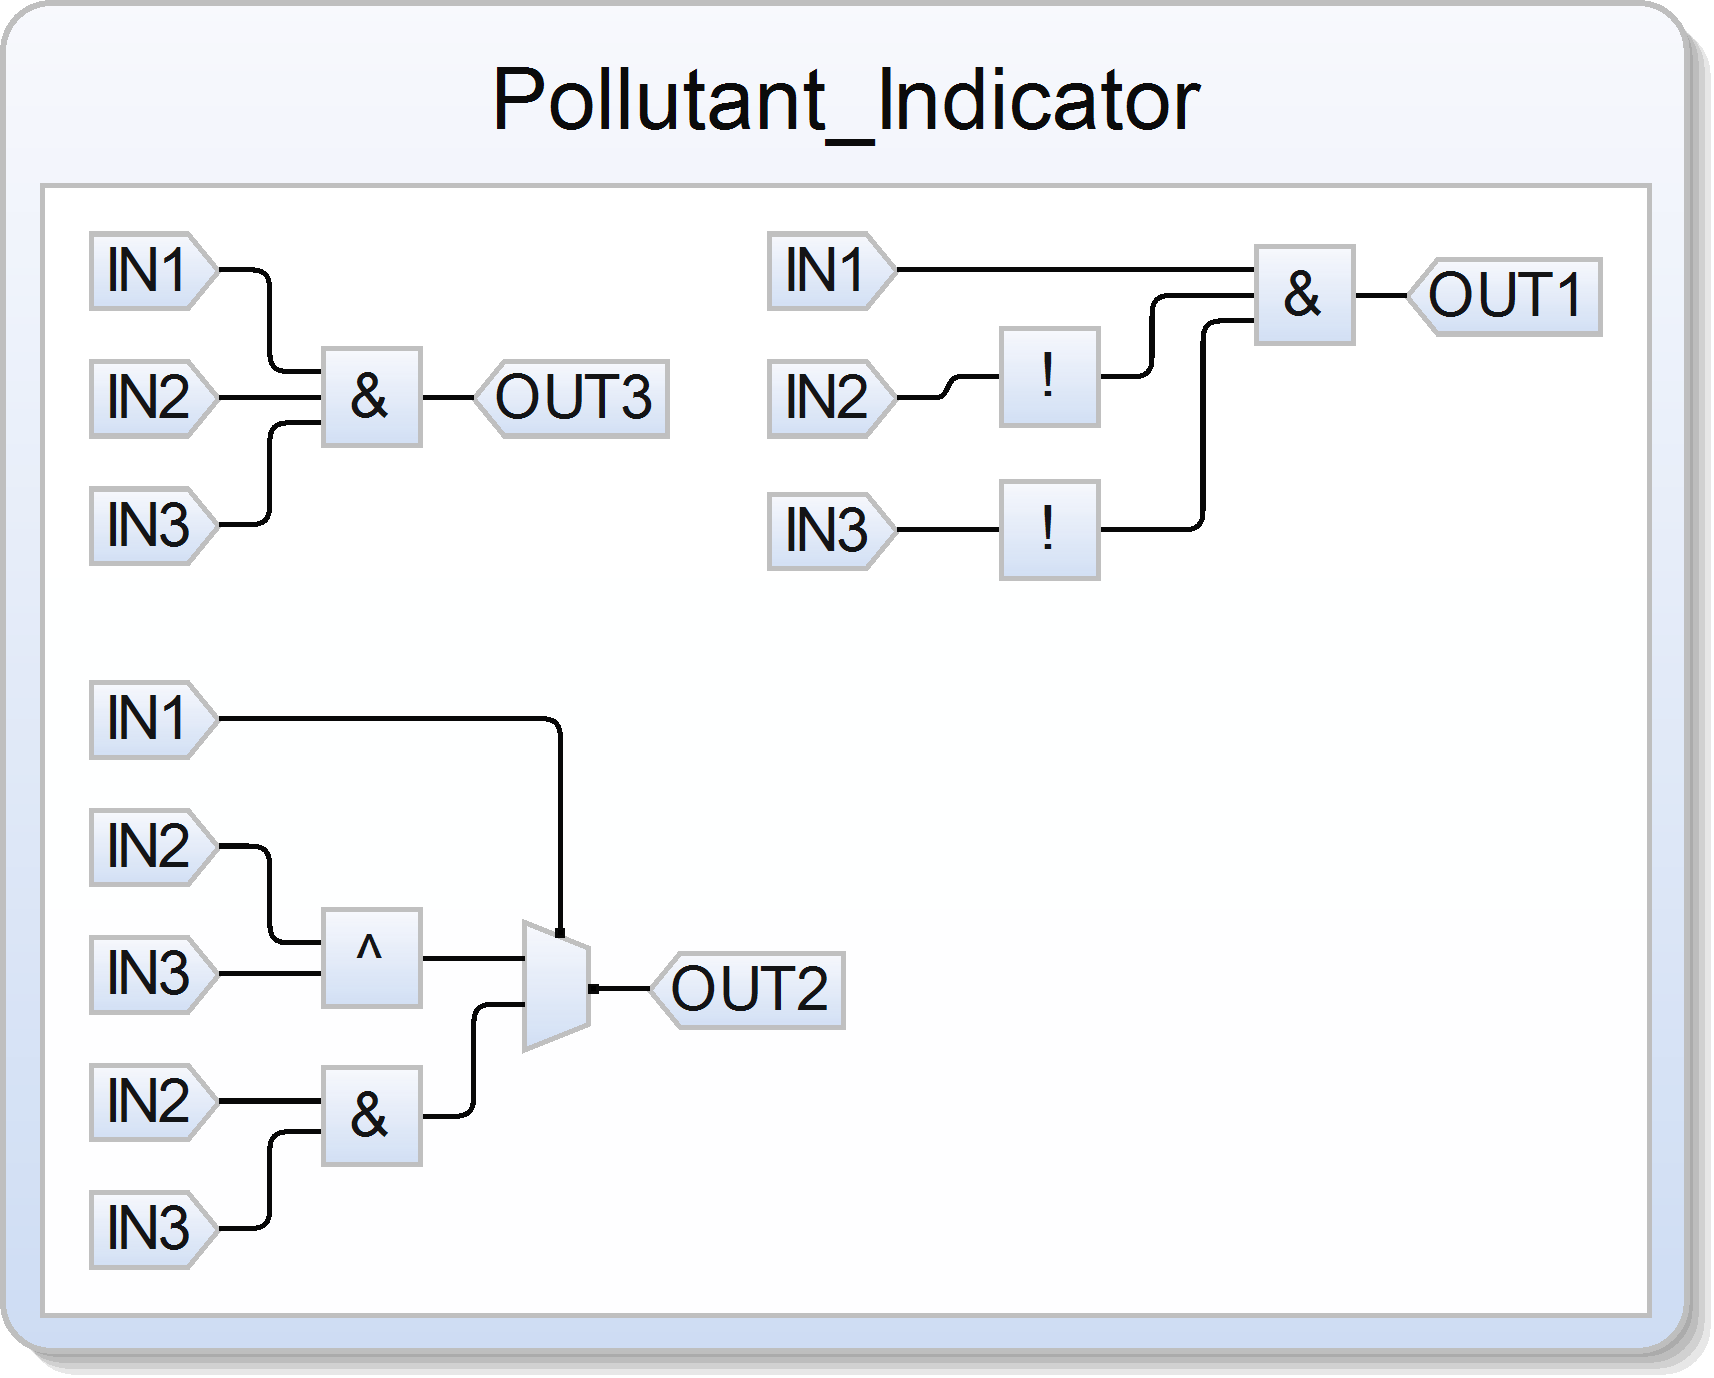 Pollutant_Indicator
IN1
IN2
IN3
&
OUT3
IN1
IN2
IN3
!
!
&
OUT1
IN1
IN2
IN3
^
IN2
IN3
&
OUT2